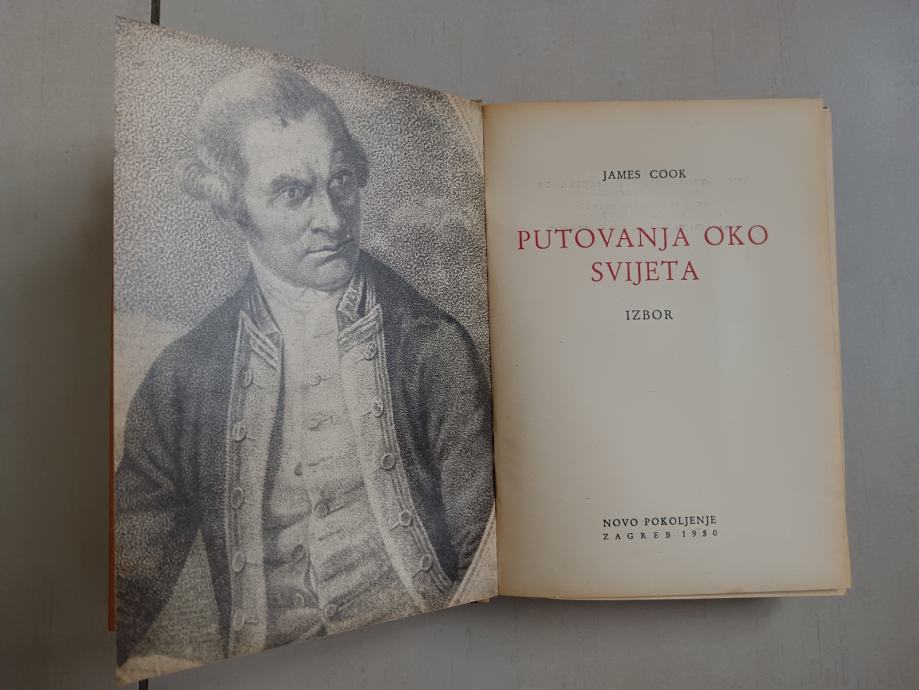 JAMES COOK
PUTOVANJA OKO
SVIJETA
IZBOR
NOVO POKOLJENJE
ZAGREB 1950